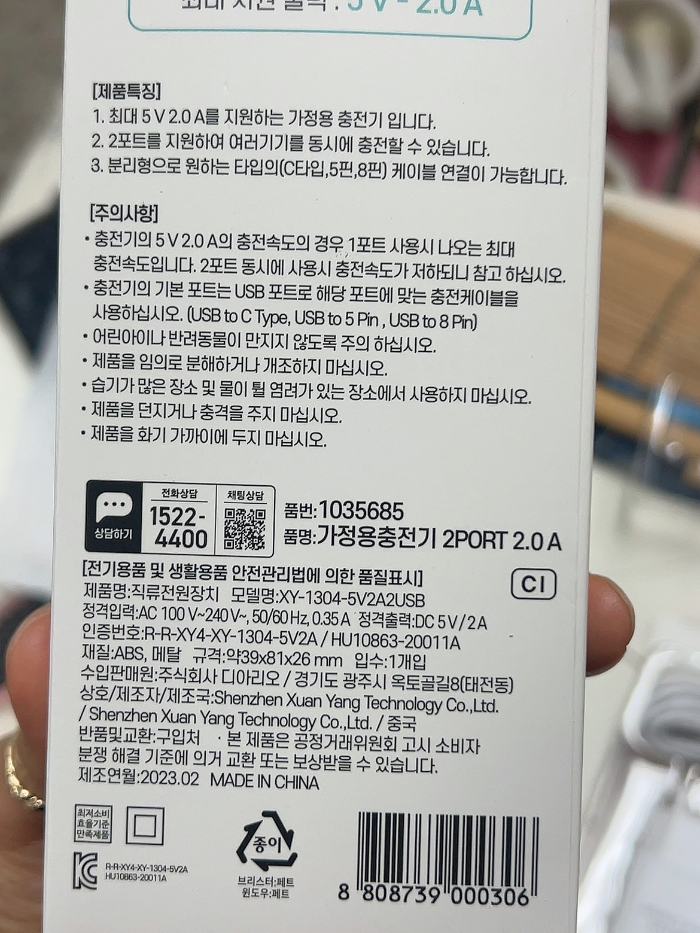 최대 지원 출력 : 5 V - 2.0 A
[제품특징]
1. 최대 5 V 2.0 A를 지원하는 가정용 충전기 입니다.
2. 2포트를 지원하여 여러기기를 동시에 충전할 수 있습니다.
3. 분리형으로 원하는 타입의(C타입,5핀,8핀) 케이블 연결이 가능합니다.
[주의사항]
• 충전기의 5 V 2.0 A의 충전속도의 경우 1포트 사용시 나오는 최대
충전속도입니다. 2포트 동시에 사용시 충전속도가 저하되니 참고 하십시오.
• 충전기의 기본 포트는 USB 포트로 해당 포트에 맞는 충전케이블을
사용하십시오. (USB to C Type, USB to 5 Pin , USB to 8 Pin)
• 어린아이나 반려동물이 만지지 않도록 주의 하십시오.
• 제품을 임의로 분해하거나 개조하지 마십시오.
• 습기가 많은 장소 및 물이 튈 염려가 있는 장소에서 사용하지 마십시오.
• 제품을 던지거나 충격을 주지 마십시오.
• 제품을 화기 가까이에 두지 마십시오.
상담하기
전화상담
1522-
4400
채팅상담
품번:1035685
품명:가정용충전기 2PORT 2.0 A
[전기용품 및 생활용품 안전관리법에 의한 품질표시]
CI
제품명:직류전원장치 모델명:XY-1304-5V2A2USB
정격입력:AC 100 V~240 V~, 50/60 Hz, 0.35 A 정격출력:DC 5 V / 2 A
인증번호:R-R-XY4-XY-1304-5V2A / HU10863-20011A
재질:ABS, 메탈 규격:약39x81x26 mm 입수:1개입
수입판매원:주식회사 디아리오 / 경기도 광주시 옥토골길8(태전동)
상호/제조자/제조국:Shenzhen Xuan Yang Technology Co.,Ltd.
/ Shenzhen Xuan Yang Technology Co.,Ltd. / 중국
반품및교환:구입처 · 본 제품은 공정거래위원회 고시 소비자
분쟁 해결 기준에 의거 교환 또는 보상받을 수 있습니다.
제조연월:2023.02 MADE IN CHINA
최저소비
효율기준
만족제품
R-R-XY4-XY-1304-5V2A
HU10863-20011A
종이
브리스터:페트
윈도우:페트
8 808739 000306